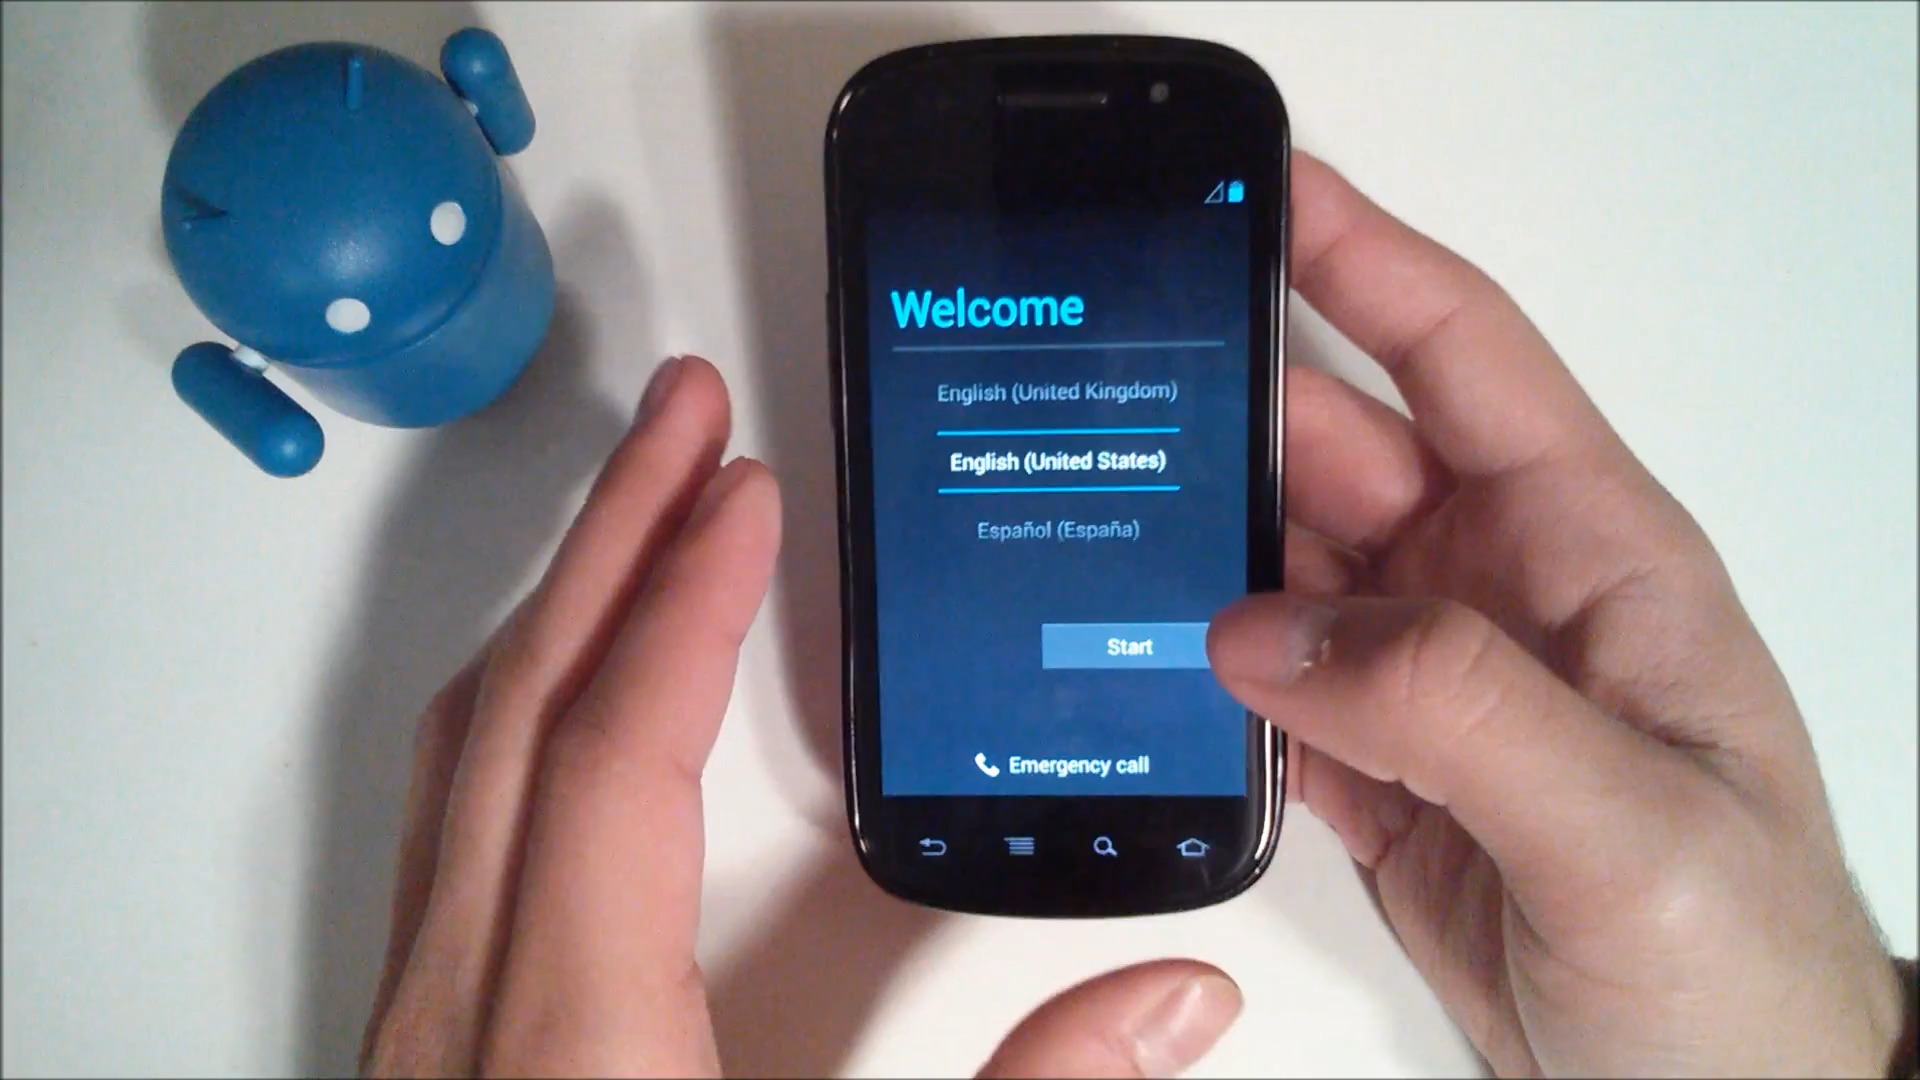 Welcome
English (United Kingdom)
English (United States)
Español (España)
Start
Emergency call